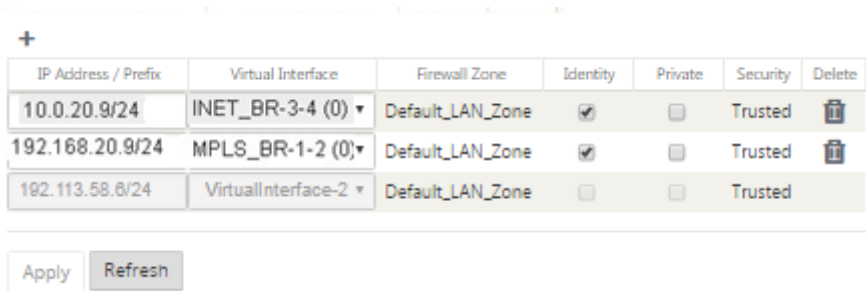 +
IP Address / Prefix Virtual Interface Firewall Zone Identity Private Security Delete
10.0.20.9/24 INET_BR-3-4 (0) Default_LAN_Zone Trusted
192.168.20.9/24 MPLS_BR-1-2 (0) Default_LAN_Zone Trusted
192.113.58.6/24 VirtualInterface-2 Default_LAN_Zone Trusted
Apply Refresh